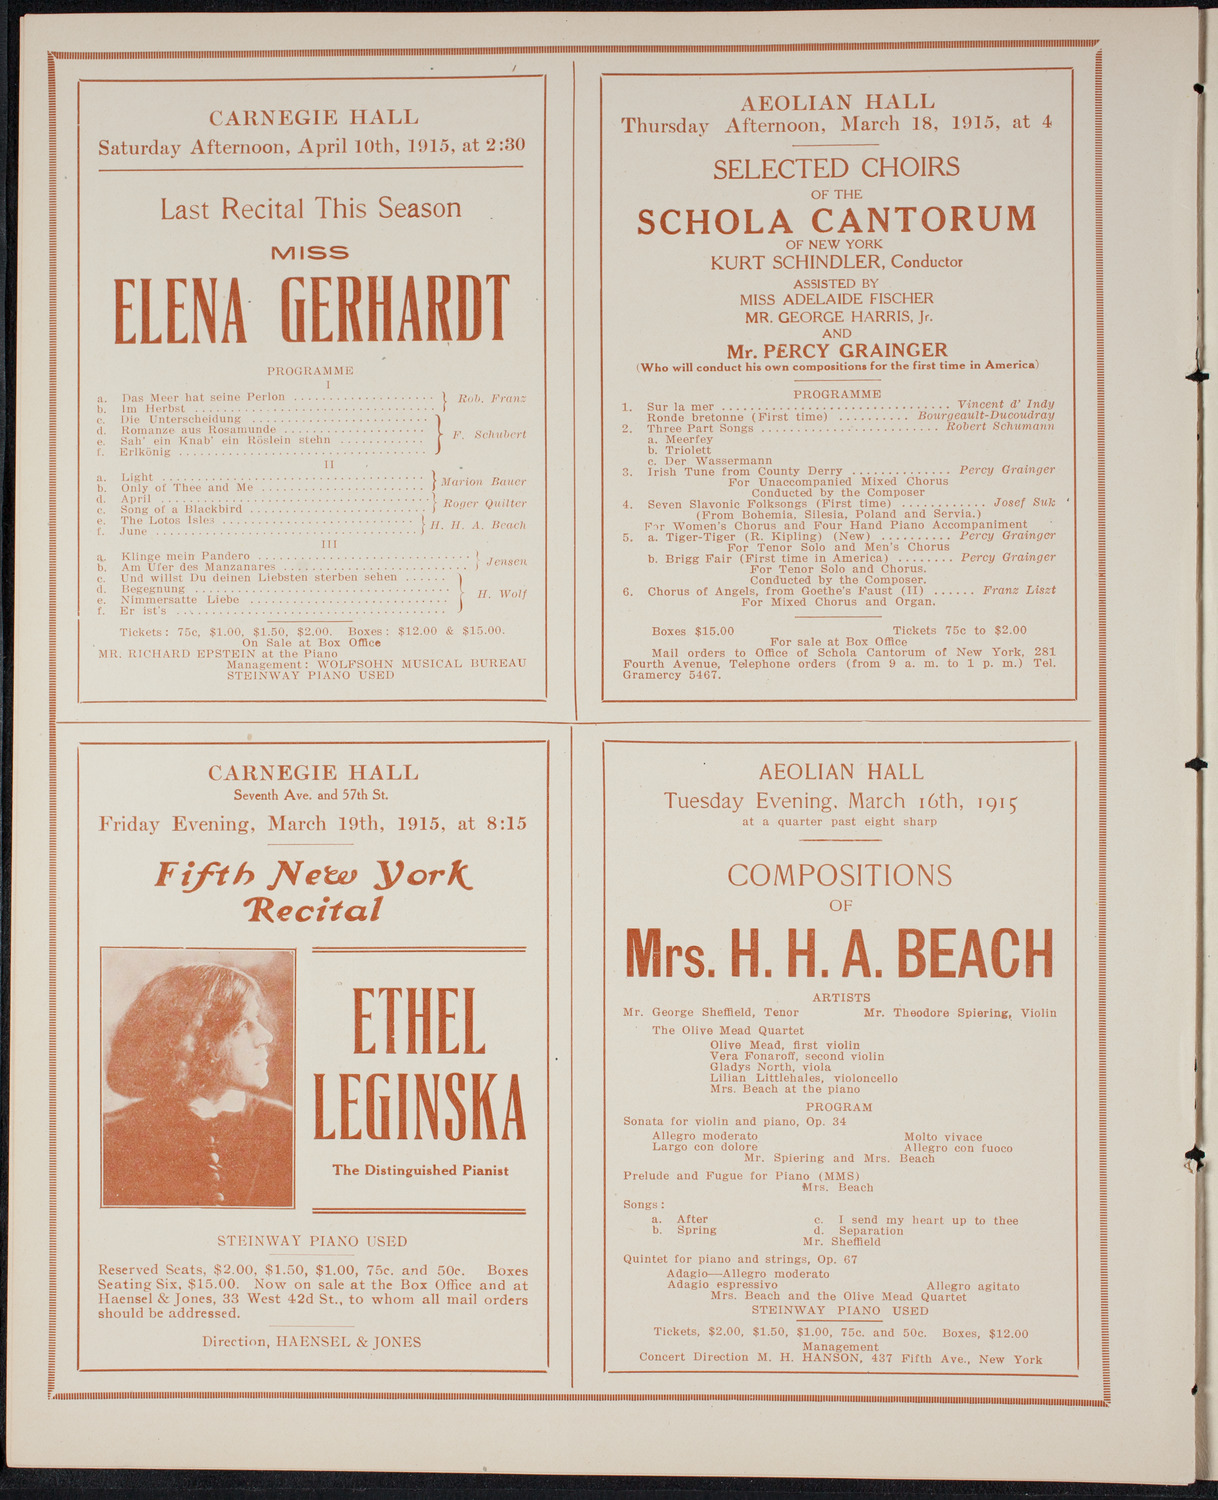 CARNEGIE HALL
Saturday Afternoon, April 10th, 1915, at 2:30
Last Recital This Season
MISS
ELENA GERHARDT
PROGRAMME
I
a. Das Meer hat seine Perlon
b. Im Herbst
Rob. Franz
c. Die Unterscheidung
d. Romanze aus Rosamunde
e. Sah' ein Knab' ein Röslein stehn
f. Erlkönig
F. Schubert
II
a. Light
b. Only of Thee and Me
Marion Bauer
d. April
c. Song of a Blackbird
Roger Quilter
e. The Lotos Isles
f. June
H. H. A. Beach
III
a. Klinge mein Pandero
b. Am Ufer des Manzanares
Jensen
c. Und willst Du deinen Liebsten sterben sehen
d. Begegnung
e. Nimmersatte Liebe
f. Er ist's
H. Wolf
Tickets: 75c, $1.00, $1.50, $2.00. Boxes: $12.00 & $15.00.
On Sale at Box Office
MR. RICHARD EPSTEIN at the Piano
Management: WOLFSOHN MUSICAL BUREAU
STEINWAY PIANO USED
AEOLIAN HALL
Thursday Afternoon, March 18, 1915, at 4
SELECTED CHOIRS
OF THE
SCHOLA CANTORUM
OF NEW YORK
KURT SCHINDLER, Conductor
ASSISTED BY
MISS ADELAIDE FISCHER
MR. GEORGE HARRIS, Jr.
AND
Mr. PERCY GRAINGER
(Who will conduct his own compositions for the first time in America)
PROGRAMME
1. Sur la mer ... Vincent d' Indy
Ronde bretonne (First time) ... Bourgeault-Ducoudray
2. Three Part Songs ... Robert Schumann
a. Meerfey
b. Triolett
c. Der Wassermann
3. Irish Tune from County Derry ... Percy Grainger
For Unaccompanied Mixed Chorus
Conducted by the Composer
4. Seven Slavonic Folksongs (First time) ... Josef Suk
(From Bohemia, Silesia, Poland and Servia.)
For Women's Chorus and Four Hand Piano Accompaniment
5. a. Tiger-Tiger (R. Kipling) (New) ... Percy Grainger
For Tenor Solo and Men's Chorus
b. Brigg Fair (First time in America) ... Percy Grainger
For Tenor Solo and Chorus.
Conducted by the Composer.
6. Chorus of Angels, from Goethe's Faust (II) ... Franz Liszt
For Mixed Chorus and Organ.
Boxes $15.00 Tickets 75c to $2.00
For sale at Box Office
Mail orders to Office of Schola Cantorum of New York, 281
Fourth Avenue, Telephone orders (from 9 a. m. to 1 p. m.) Tel.
Gramercy 5467.
CARNEGIE HALL
Seventh Ave. and 57th St.
Friday Evening, March 19th, 1915, at 8:15
Fifth New York
Recital
ETHEL
LEGINSKA
The Distinguished Pianist
STEINWAY PIANO USED
Reserved Seats, $2.00, $1.50, $1.00, 75c. and 50c. Boxes
Seating Six, $15.00. Now on sale at the Box Office and at
Haensel & Jones, 33 West 42d St., to whom all mail orders
should be addressed.
Direction, HAENSEL & JONES
AEOLIAN HALL
Tuesday Evening, March 16th, 1915
at a quarter past eight sharp
COMPOSITIONS
OF
Mrs. H. H. A. BEACH
ARTISTS
Mr. George Sheffield, Tenor Mr. Theodore Spiering, Violin
The Olive Mead Quartet
Olive Mead, first violin
Vera Fonaroff, second violin
Gladys North, viola
Lilian Littlehales, violoncello
Mrs. Beach at the piano
PROGRAM
Sonata for violin and piano, Op. 34
Allegro moderato Molto vivace
Largo con dolore Allegro con fuoco
Mr. Spiering and Mrs. Beach
Prelude and Fugue for Piano (MMS)
Mrs. Beach
Songs:
a. After c. I send my heart up to thee
b. Spring d. Separation
Mr. Sheffield
Quintet for piano and strings, Op. 67
Adagio—Allegro moderato
Adagio espressivo Allegro agitato
Mrs. Beach and the Olive Mead Quartet
STEINWAY PIANO USED
Tickets, $2.00, $1.50, $1.00, 75c. and 50c. Boxes, $12.00
Management
Concert Direction M. H. HANSON, 437 Fifth Ave., New York